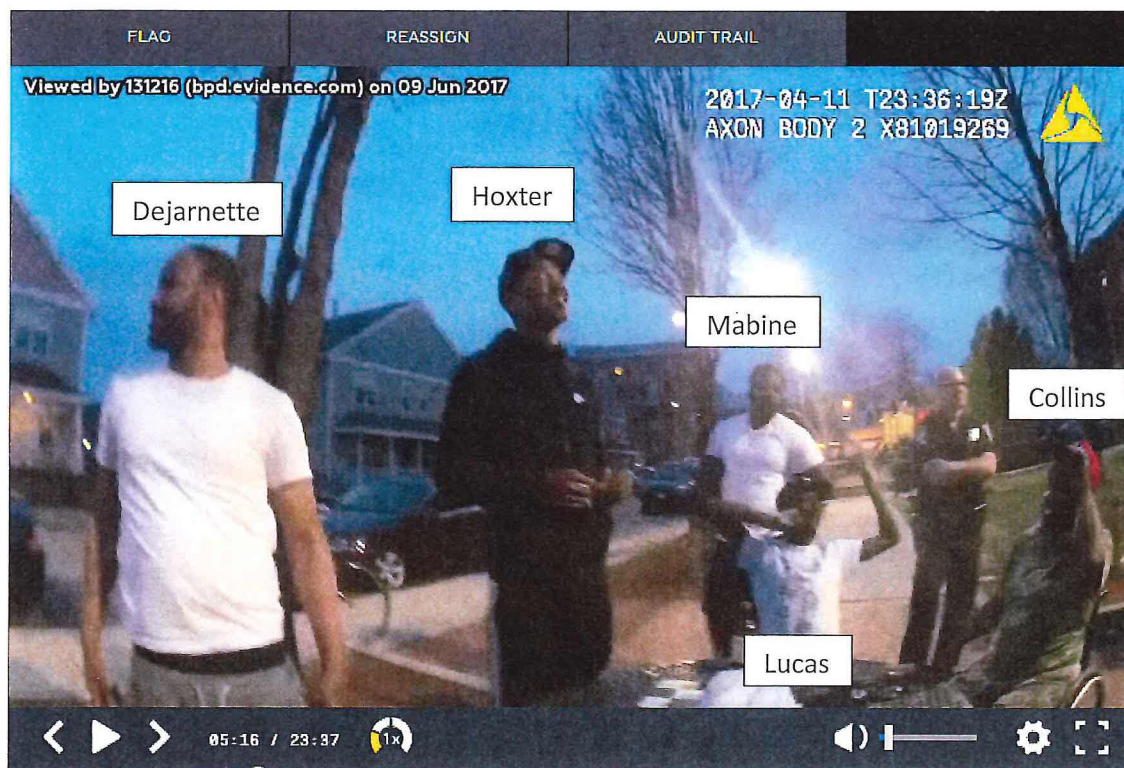 FLAG REASSIGN AUDIT TRAIL
Viewed by 131216 (bpd.evidence.com) on 09 Jun 2017
2017-04-11 T23:36:19Z
AXON BODY 2 X81019269
Dejarnette
Hoxter
Mabine
Collins
Lucas
05:16 / 23:37
1x